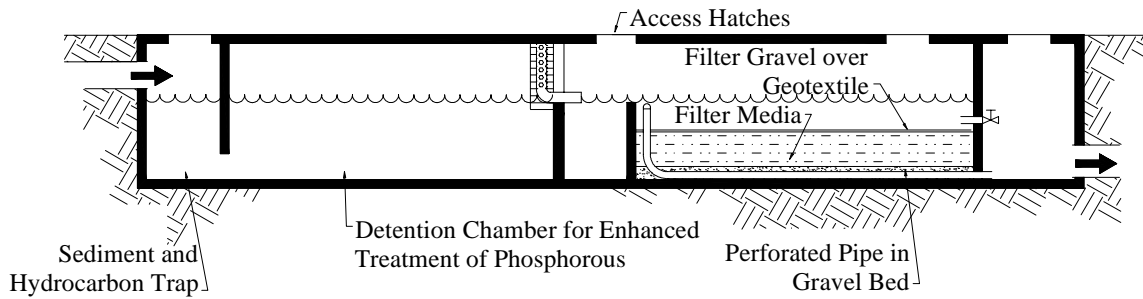 Access Hatches
Filter Gravel over
Geotextile
Filter Media
Sediment and
Hydrocarbon Trap
Detention Chamber for Enhanced
Treatment of Phosphorous
Perforated Pipe in
Gravel Bed